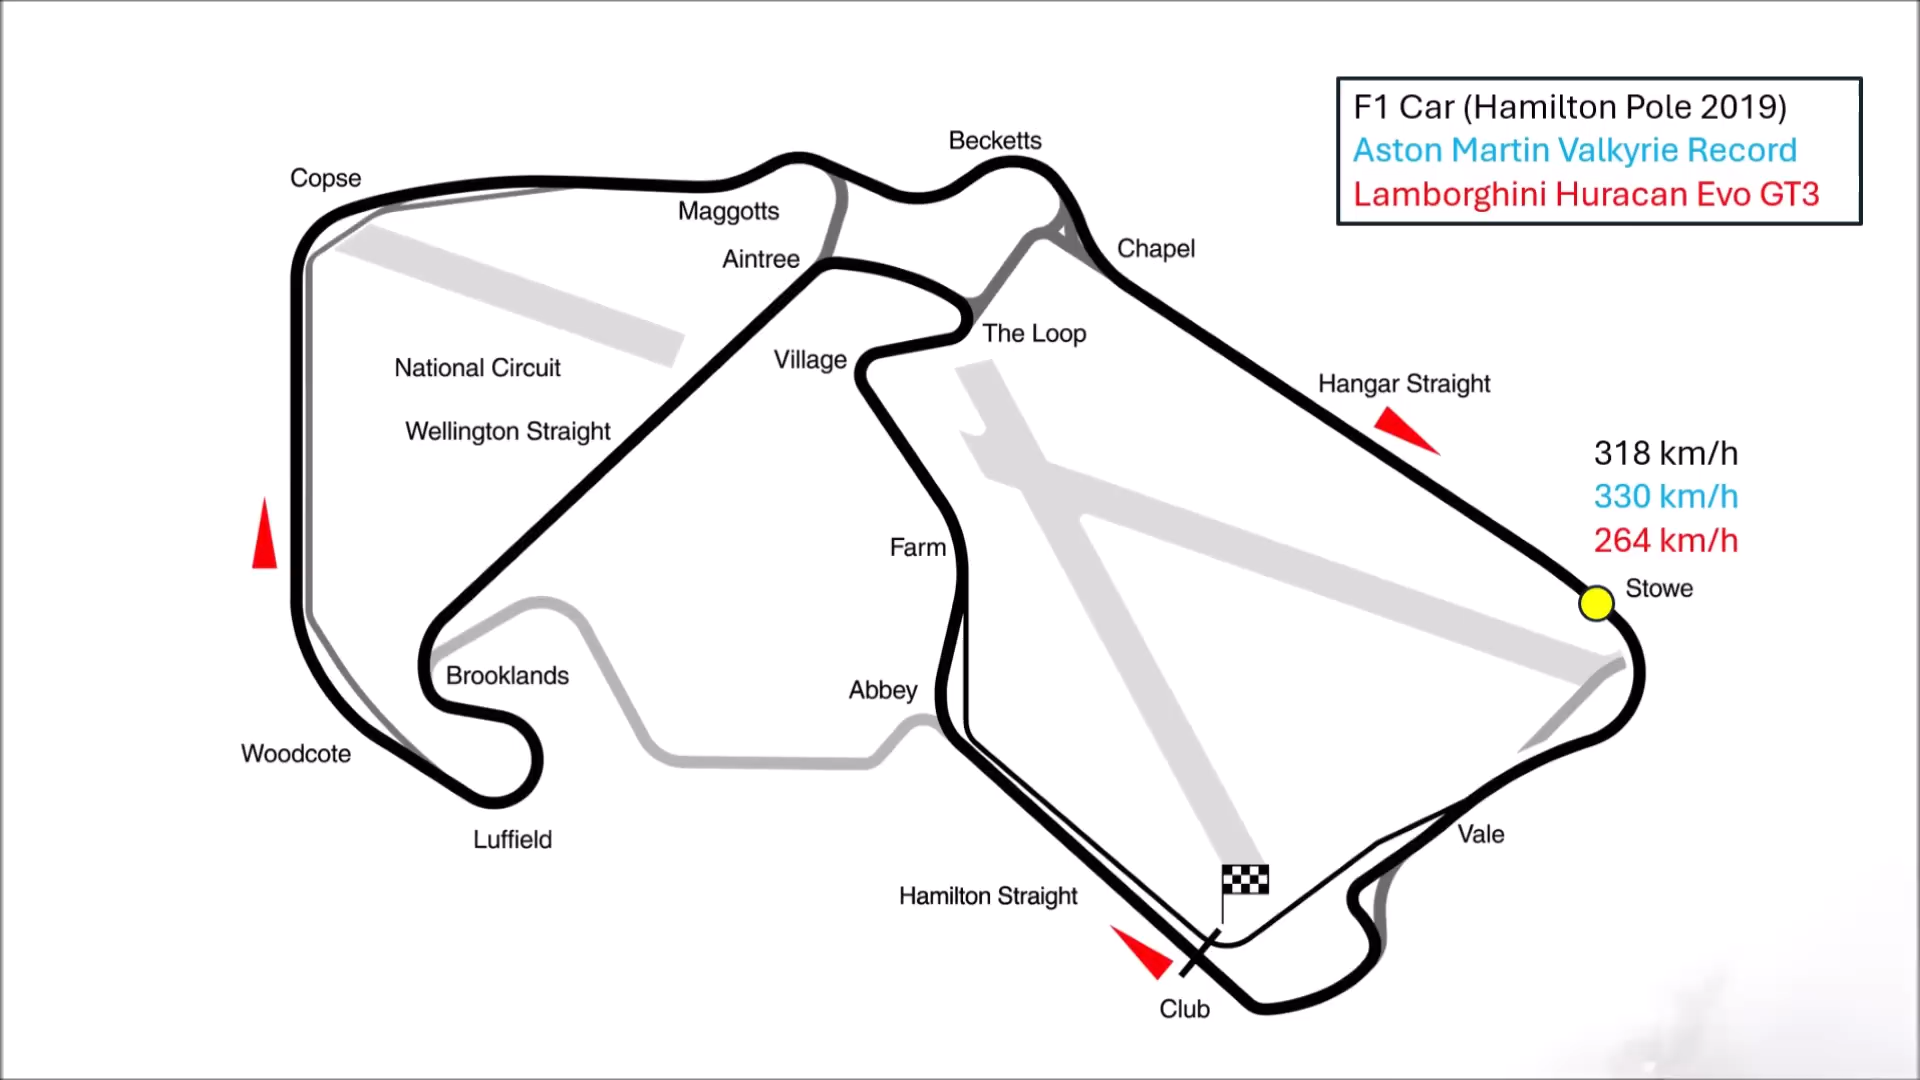 F1 Car (Hamilton Pole 2019)
Aston Martin Valkyrie Record
Lamborghini Huracan Evo GT3
Becketts
Copse
Maggotts
Aintree
Chapel
The Loop
Village
National Circuit
Hangar Straight
Wellington Straight
318 km/h
330 km/h
264 km/h
Farm
Stowe
Brooklands
Abbey
Woodcote
Vale
Luffield
Hamilton Straight
Club